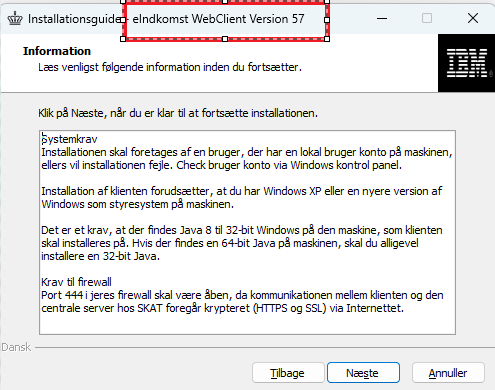 Installationsguide - eIndkomst WebClient Version 57
Information
Læs venligst følgende information inden du fortsætter.
IBM
Klik på Næste, når du er klar til at fortsætte installationen.
Systemkrav
Installationen skal foretages af en bruger, der har en lokal bruger konto på maskinen,
ellers vil installationen fejle. Check bruger konto via Windows kontrol panel.
Installation af klienten forudsætter, at du har Windows XP eller en nyere version af
Windows som styresystem på maskinen.
Det er et krav, at der findes Java 8 til 32-bit Windows på den maskine, som klienten
skal installeres på. Hvis der findes en 64-bit Java på maskinen, skal du alligevel
installere en 32-bit Java.
Krav til firewall
Port 444 i jeres firewall skal være åben, da kommunikationen mellem klienten og den
centrale server hos SKAT foregår krypteret (HTTPS og SSL) via Internettet.
Dansk
Tilbage
Næste
Annuller